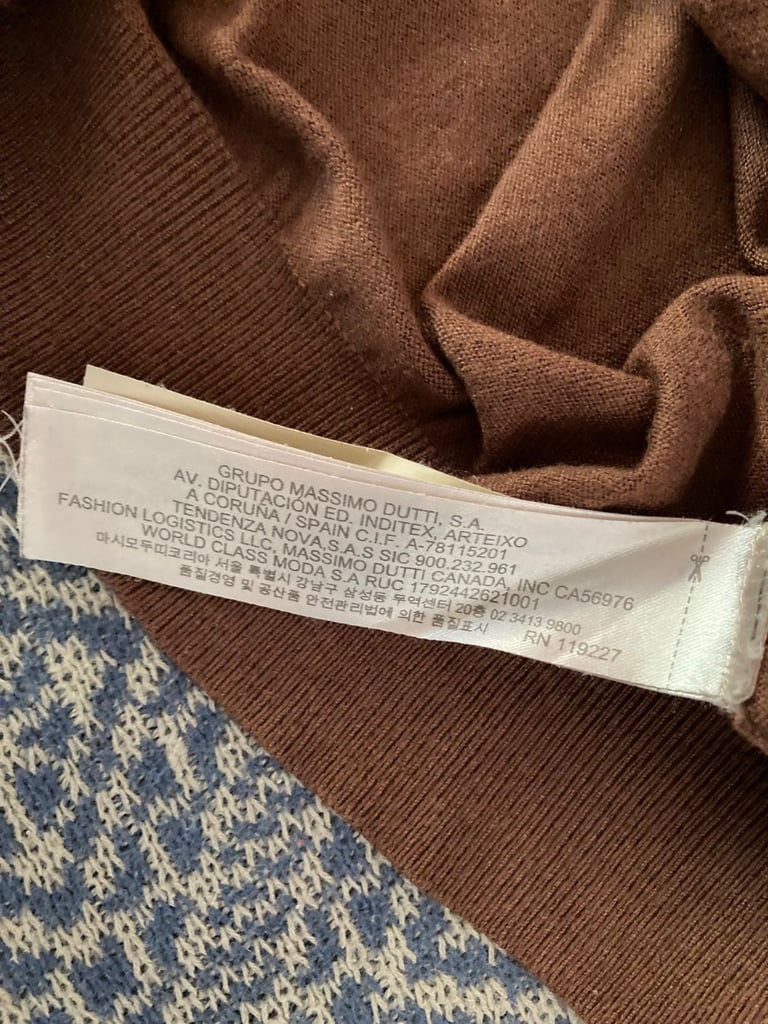 GRUPO MASSIMO DUTTI, S.A.
AV. DIPUTACIÓN ED. INDITEX, ARTEIXO
A CORUÑA / SPAIN C.I.F. A-78115201
TENDENZA NOVA,S.A.S SIC 900.232.961
FASHION LOGISTICS LLC, MASSIMO DUTTI CANADA, INC CA56976
WORLD CLASS MODA S.A RUC 1792442621001
마시모두띠코리아 서울 특별시 강남구 삼성동 무역센터 20층 02 3413 9800
품질경영 및 공산품 안전관리법에 의한 품질표시
RN 119227